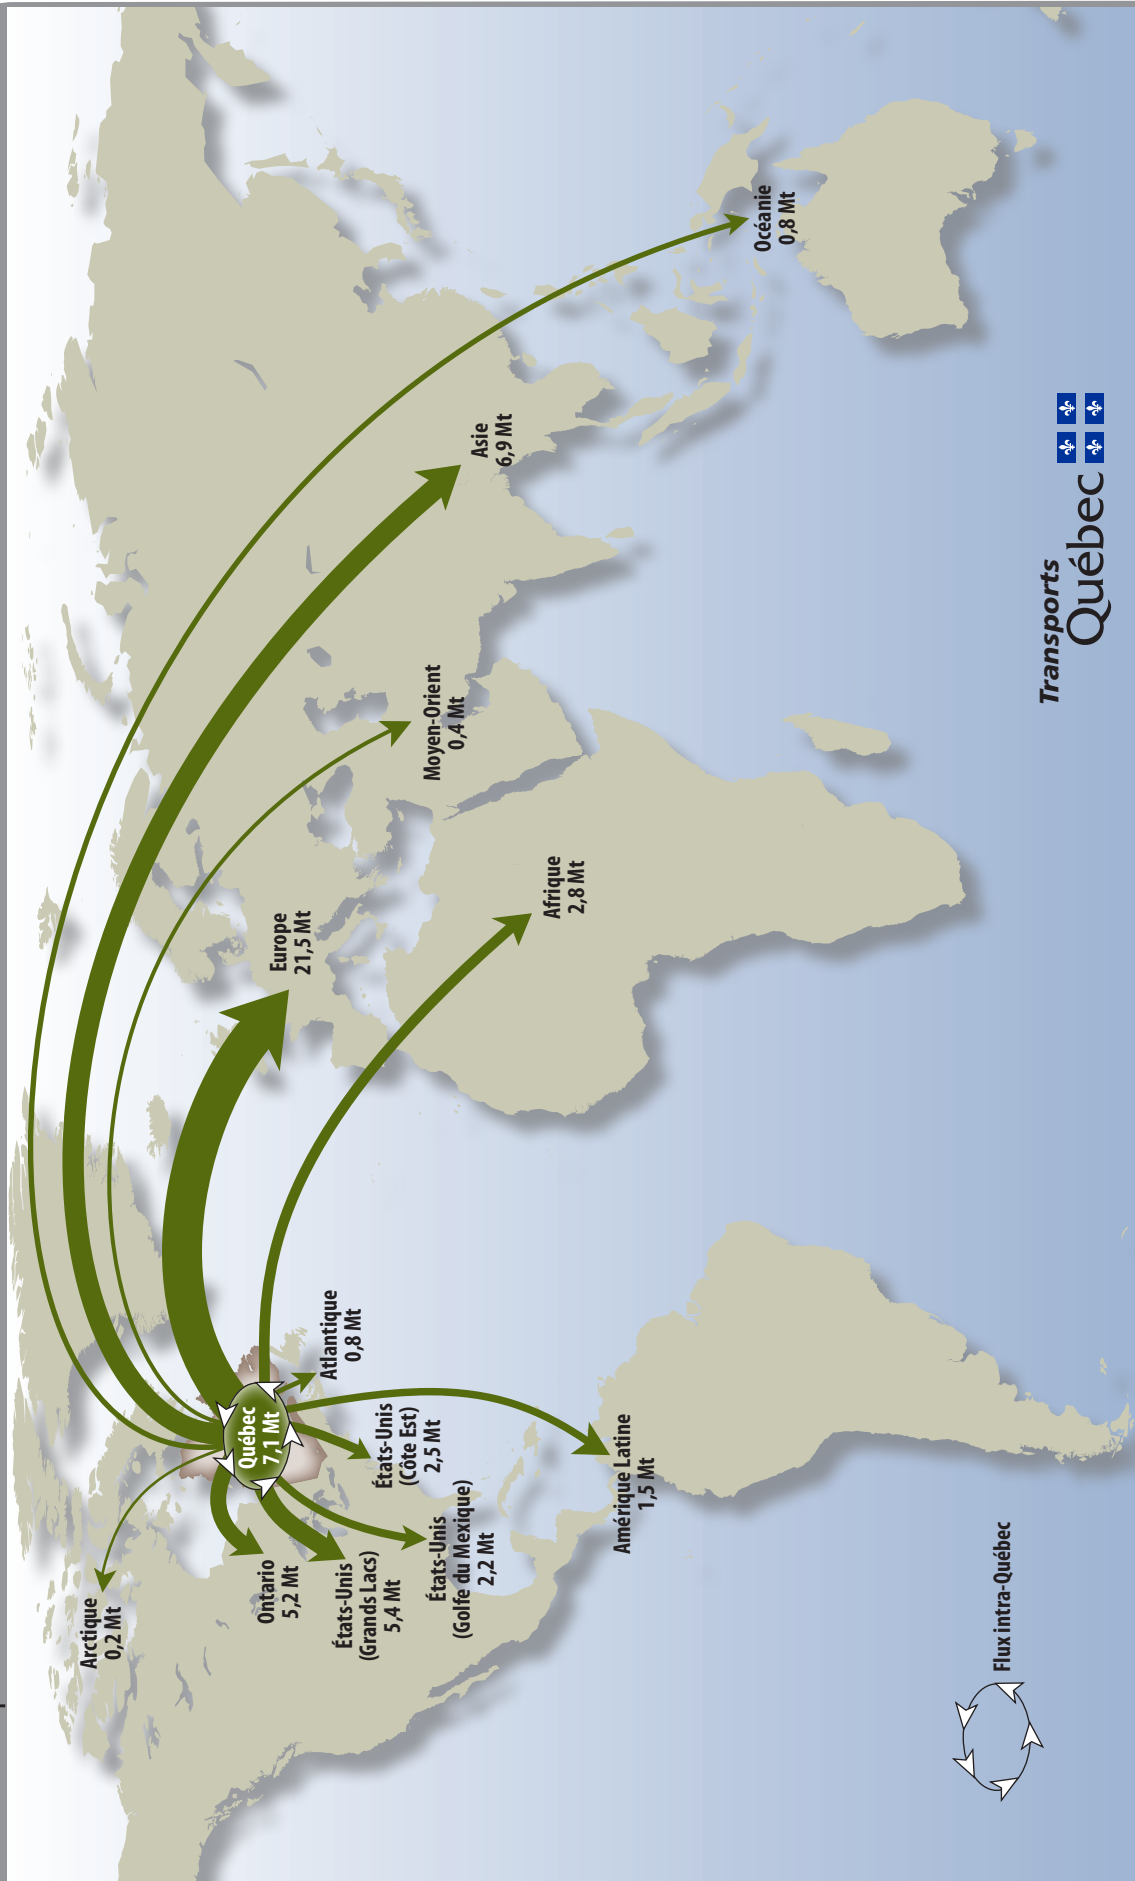 Arctique
0,2 Mt
Ontario
5,2 Mt
États-Unis
(Grands Lacs)
5,4 Mt
États-Unis
(Golfe du Mexique)
2,2 Mt
États-Unis
(Côte Est)
2,5 Mt
Québec
7,1 Mt
Atlantique
0,8 Mt
Amérique Latine
1,5 Mt
Europe
21,5 Mt
Afrique
2,8 Mt
Moyen-Orient
0,4 Mt
Asie
6,9 Mt
Océanie
0,8 Mt
Flux intra-Québec
Transports
Québec